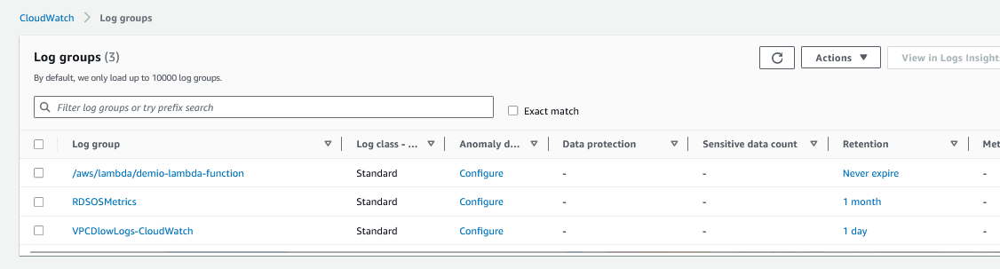 CloudWatch > Log groups
Log groups (3)
Actions
View in Logs Insight
By default, we only load up to 10000 log groups.
Filter log groups or try prefix search
Exact match
Log group Log class - ... Anomaly d... Data protection Sensitive data count Retention Met
/aws/lambda/demio-lambda-function Standard Configure - - Never expire -
RDSOSMetrics Standard Configure - - 1 month -
VPCDlowLogs-CloudWatch Standard Configure - - 1 day -